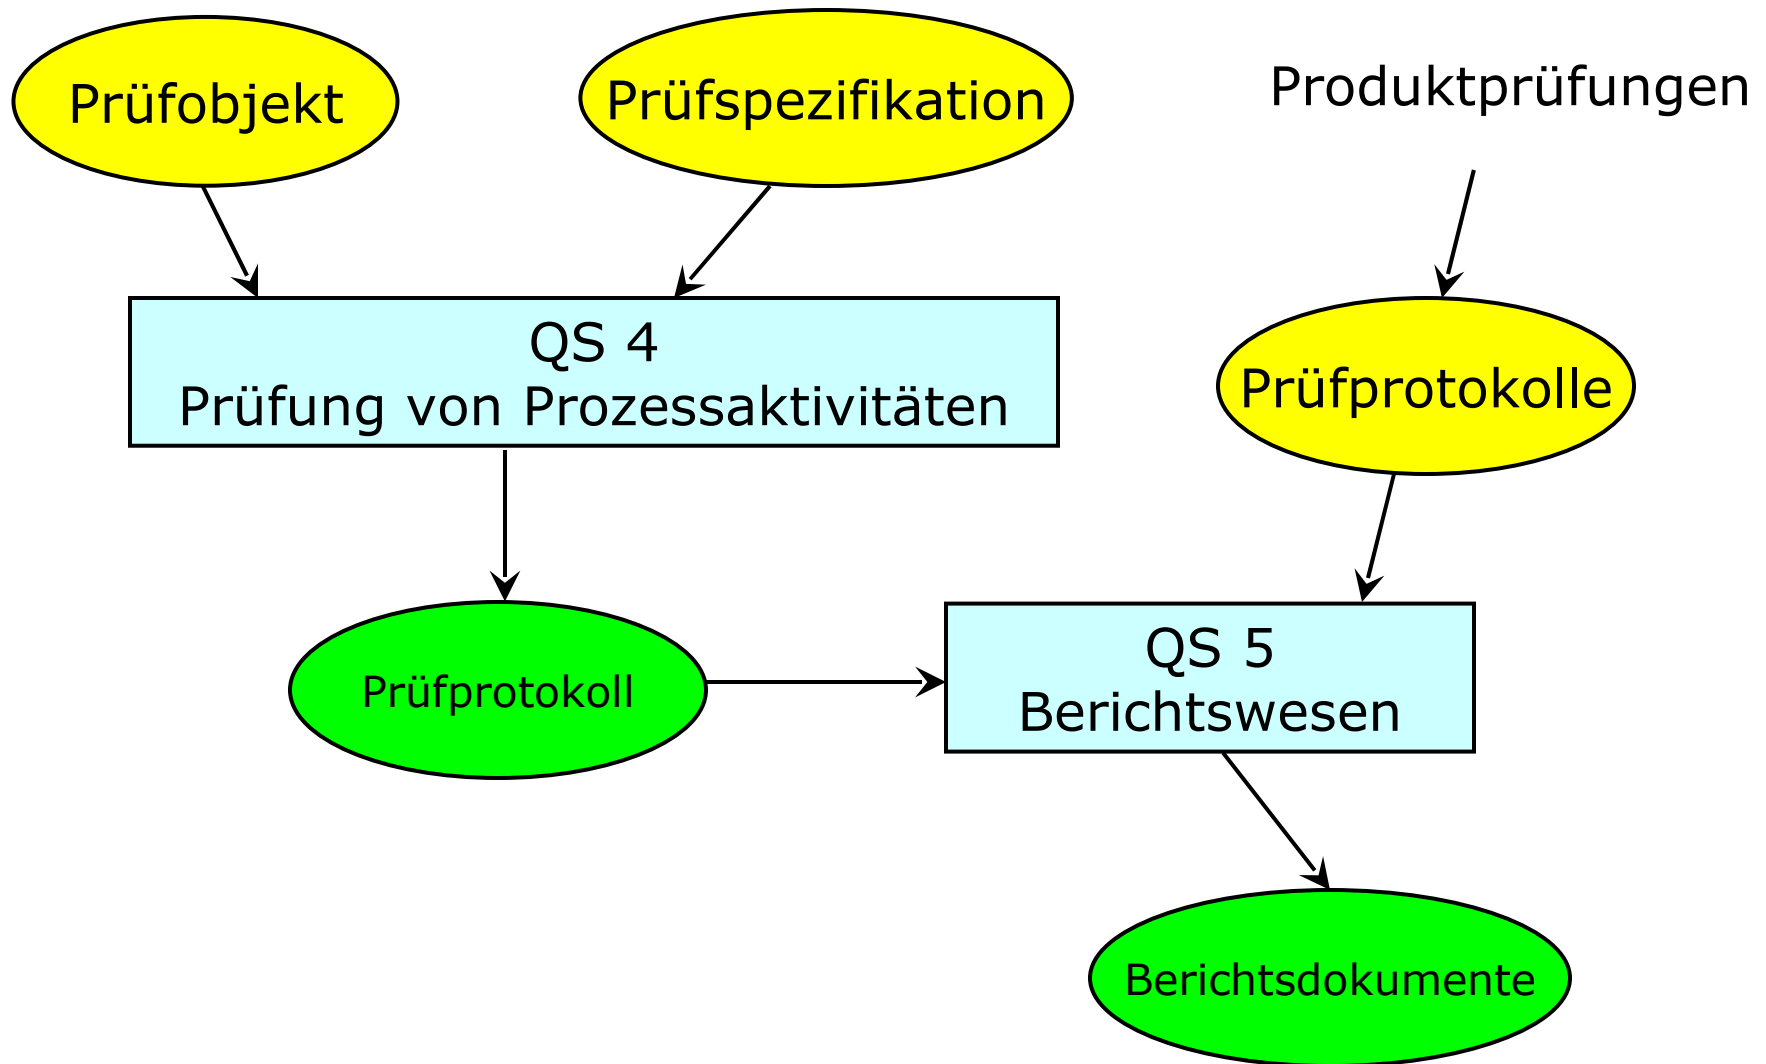 Prüfobjekt
Prüfspezifikation
Produktprüfungen
QS 4
Prüfung von Prozessaktivitäten
Prüfprotokolle
Prüfprotokoll
QS 5
Berichtswesen
Berichtsdokumente